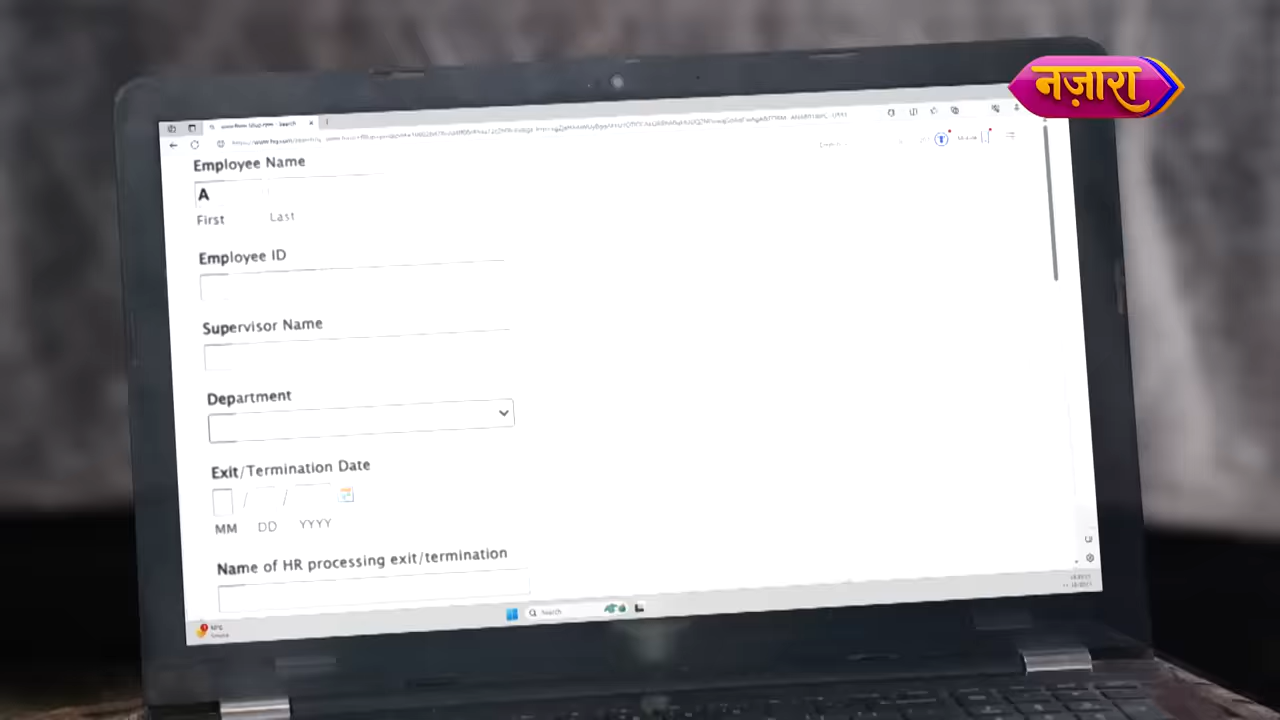 नज़ारा
Employee Name
A
First Last
Employee ID
Supervisor Name
Department
Exit/Termination Date
/ /
MM DD YYYY
Name of HR processing exit/termination
Search